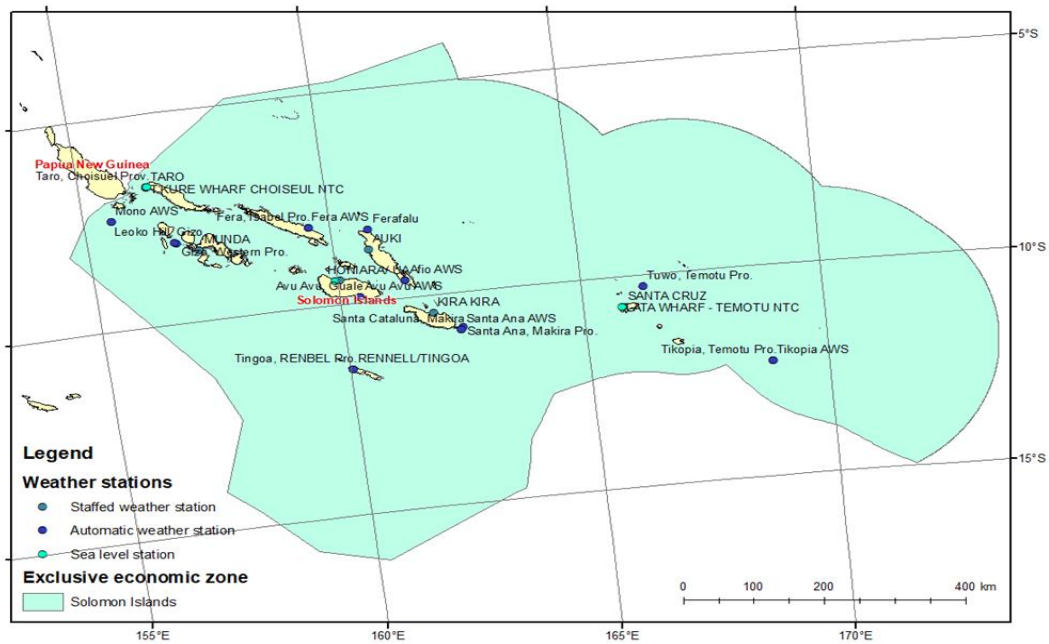 5°S
Papua New Guinea
Taro, Choisuel Prov.TARO
KURE WHARF CHOISEUL NTC
Mono AWS
Fera, Isabel Pro.Fera AWS
Ferafalu
Leoko Hill, Gizo
MUNDA
AUKI
Gizo, Western Pro.
10°S
HONIARA/
Afio AWS
Tuwo, Temotu Pro.
Avu Avu, Guale Avu Avu AWS
Solomon Islands
KIRA KIRA
SANTA CRUZ
LATA WHARF - TEMOTU NTC
Santa Cataluna, Makira Santa Ana AWS
Santa Ana, Makira Pro.
Tikopia, Temotu Pro.Tikopia AWS
Tingoa, RENBEL Pro.RENNELL/TINGOA
Legend
15°S
Weather stations
Staffed weather station
Automatic weather station
Sea level station
Exclusive economic zone
Solomon Islands
0 100 200 400 km
155°E 160°E 165°E 170°E